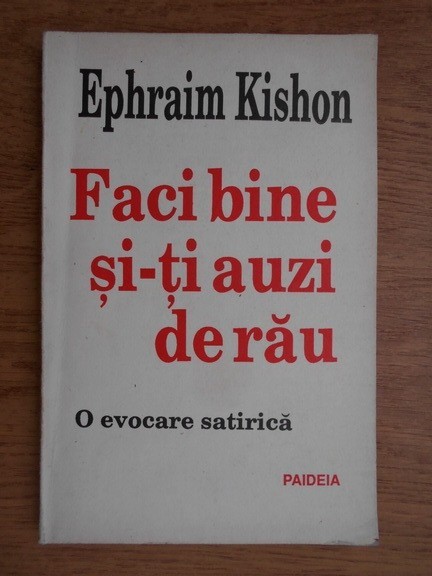 Ephraim Kishon
Faci bine
și-ți auzi
de rău
O evocare satirică
PAIDEIA